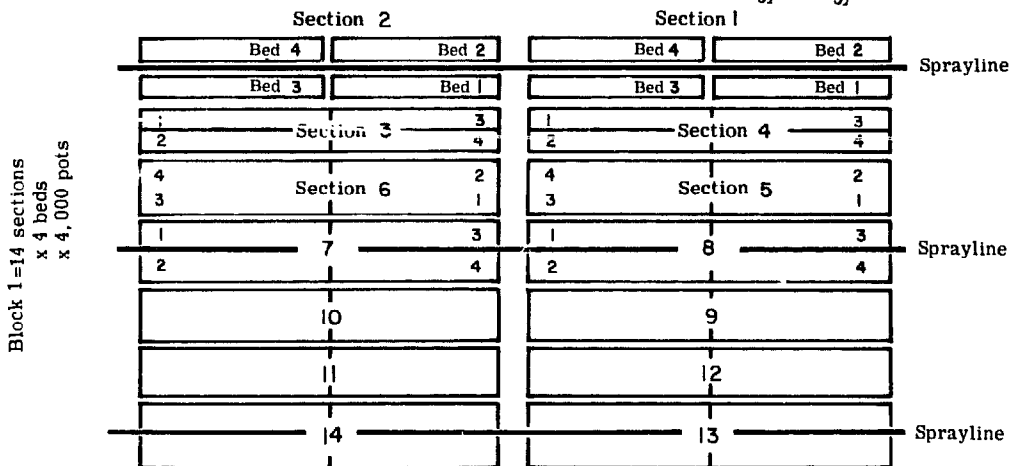 Section 2 Section 1
Bed 4 Bed 2 Bed 4 Bed 2
Sprayline
Bed 3 Bed 1 Bed 3 Bed 1
1 3 1 3
Section 3 Section 4
2 4 2 4
4 2 4 2
Section 6 Section 5
3 1 3 1
1 3 1 3
7 8 Sprayline
2 4 2 4
10 9
11 12
14 13 Sprayline
Block 1 =14 sections
x 4 beds
x 4,000 pots